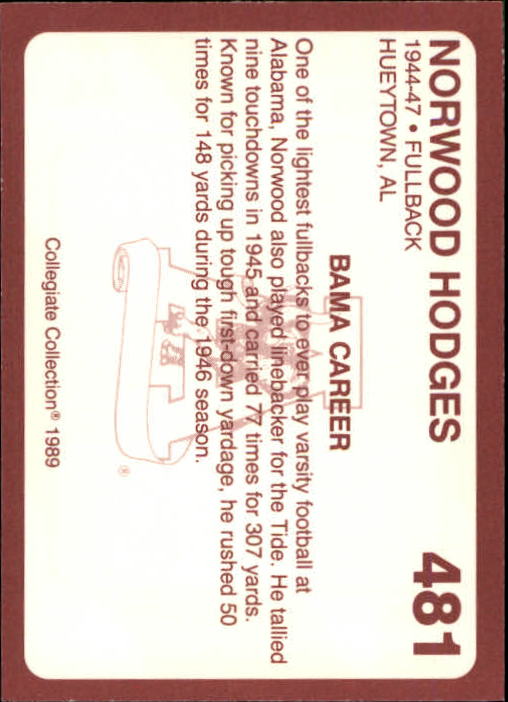 NORWOOD HODGES 481
1944-47 • FULLBACK
HUEYTOWN, AL
BAMA CAREER
One of the lightest fullbacks to ever play varsity football at
Alabama, Norwood also played linebacker for the Tide. He tallied
nine touchdowns in 1945 and carried 77 times for 307 yards.
Known for picking up tough first-down yardage, he rushed 50
times for 148 yards during the 1946 season.
®
Collegiate Collection® 1989